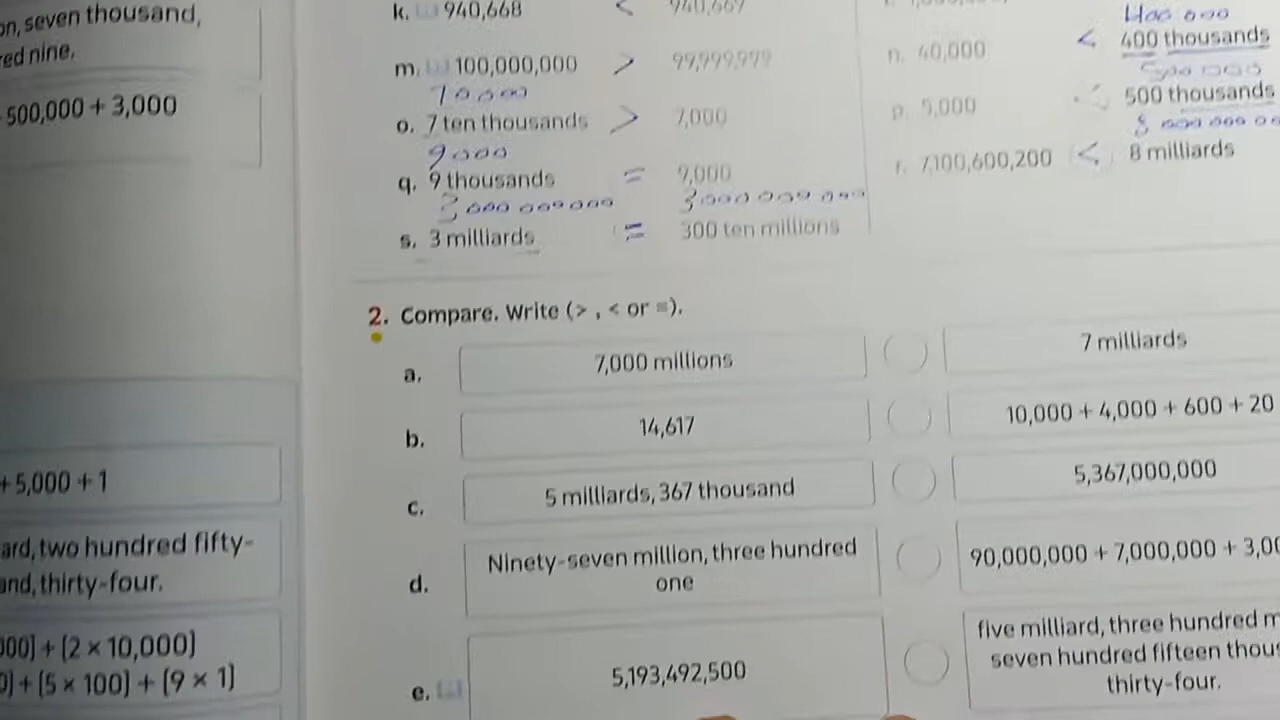 on, seven thousand,
red nine.
500,000 + 3,000
+ 5,000 + 1
ard, two hundred fifty-
and, thirty-four.
000) + (2 × 10,000)
0) + (5 × 100) + (9 × 1)
k. 940,668 < 940,669
m. 100,000,000 > 99,999,999
70000
o. 7 ten thousands > 7,000
9000
q. 9 thousands = 9,000
3 000 000 000 3000 000 000
s. 3 milliards = 300 ten millions
400 000
n. 40,000 < 400 thousands
500 000
p. 5,000 < 500 thousands
8 000 000 00
r. 7,100,600,200 < 8 milliards
2. Compare. Write (> , < or =).
a. 7,000 millions 7 milliards
b. 14,617 10,000 + 4,000 + 600 + 20
c. 5 milliards, 367 thousand 5,367,000,000
d. Ninety-seven million, three hundred one 90,000,000 + 7,000,000 + 3,00
e. 5,193,492,500
five milliard, three hundred m
seven hundred fifteen thous
thirty-four.